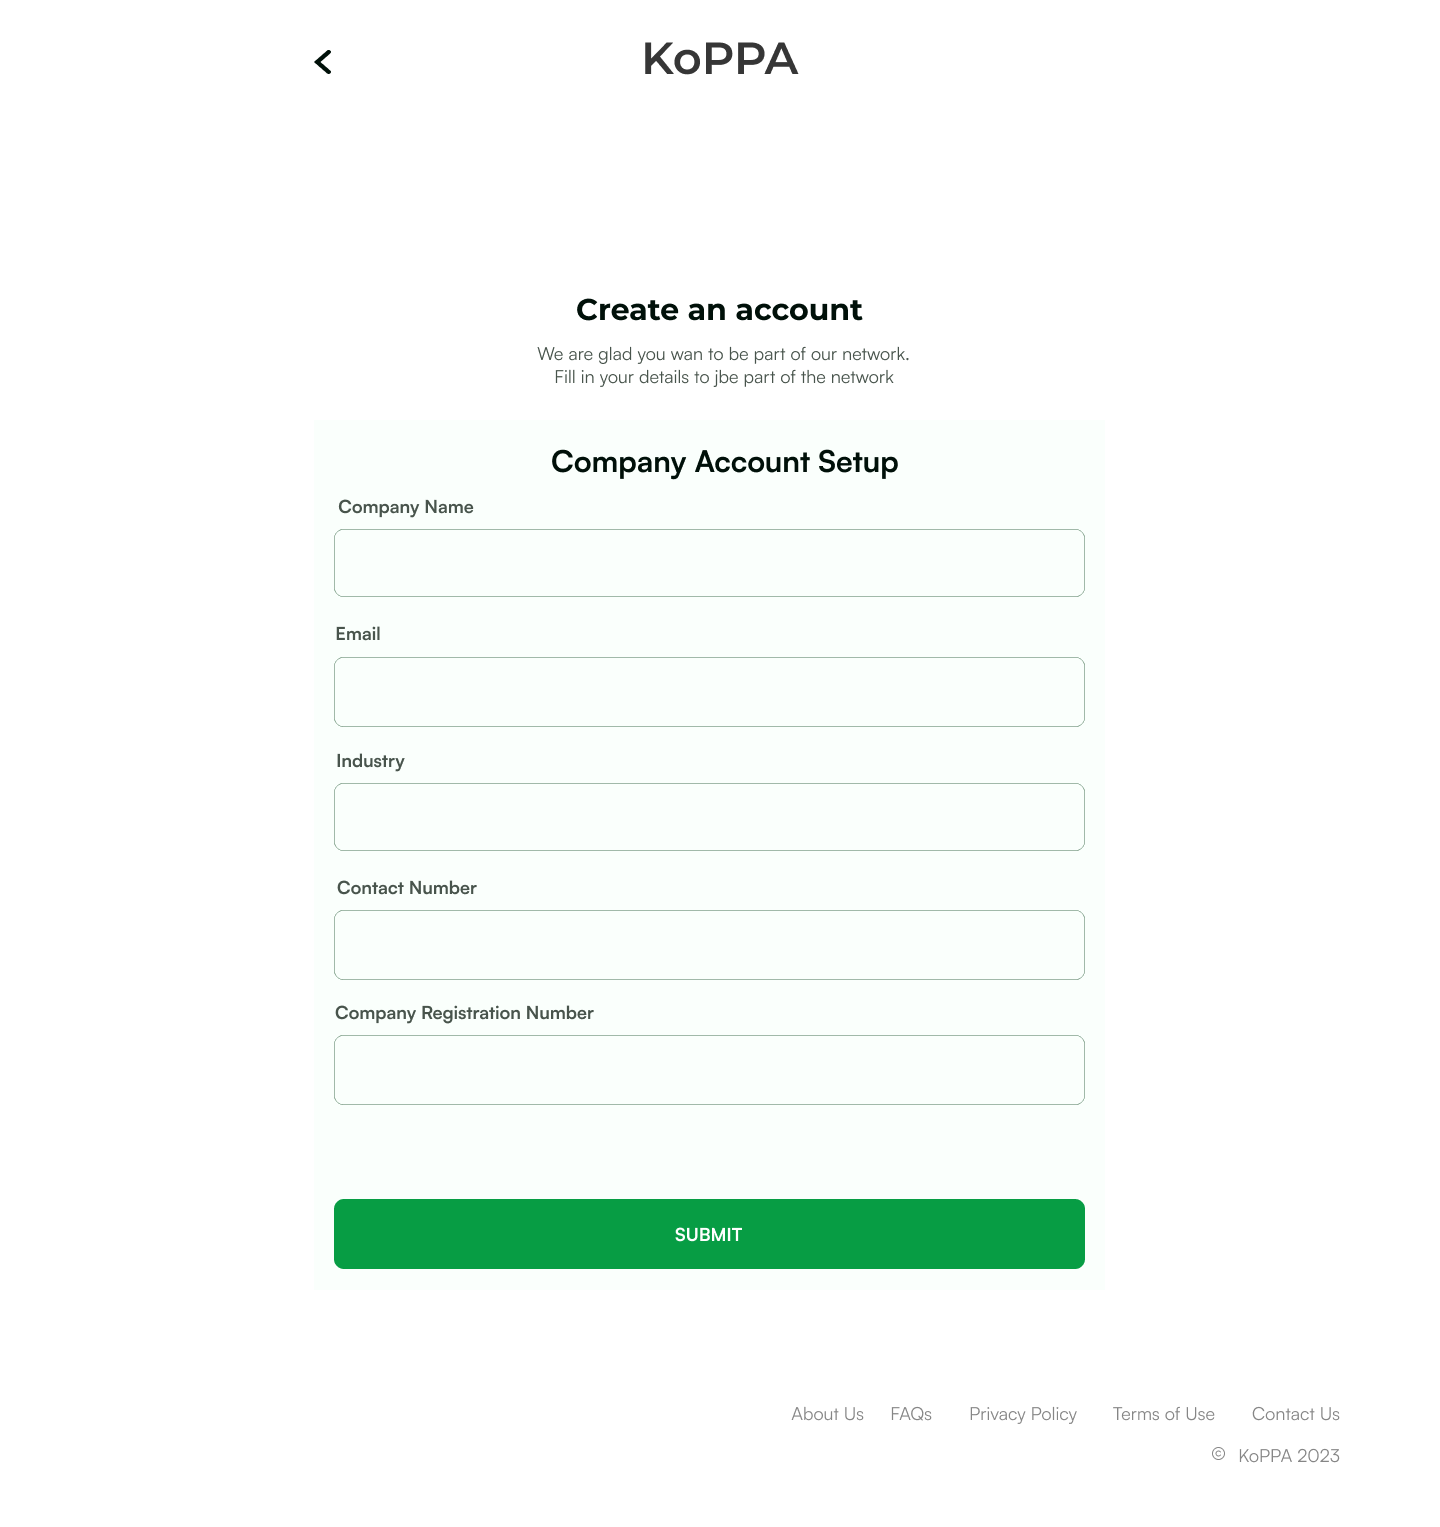 KoPPA
Create an account
We are glad you wan to be part of our network.
Fill in your details to jbe part of the network
Company Account Setup
Company Name
Email
Industry
Contact Number
Company Registration Number
SUBMIT
About Us FAQs Privacy Policy Terms of Use Contact Us
© KoPPA 2023